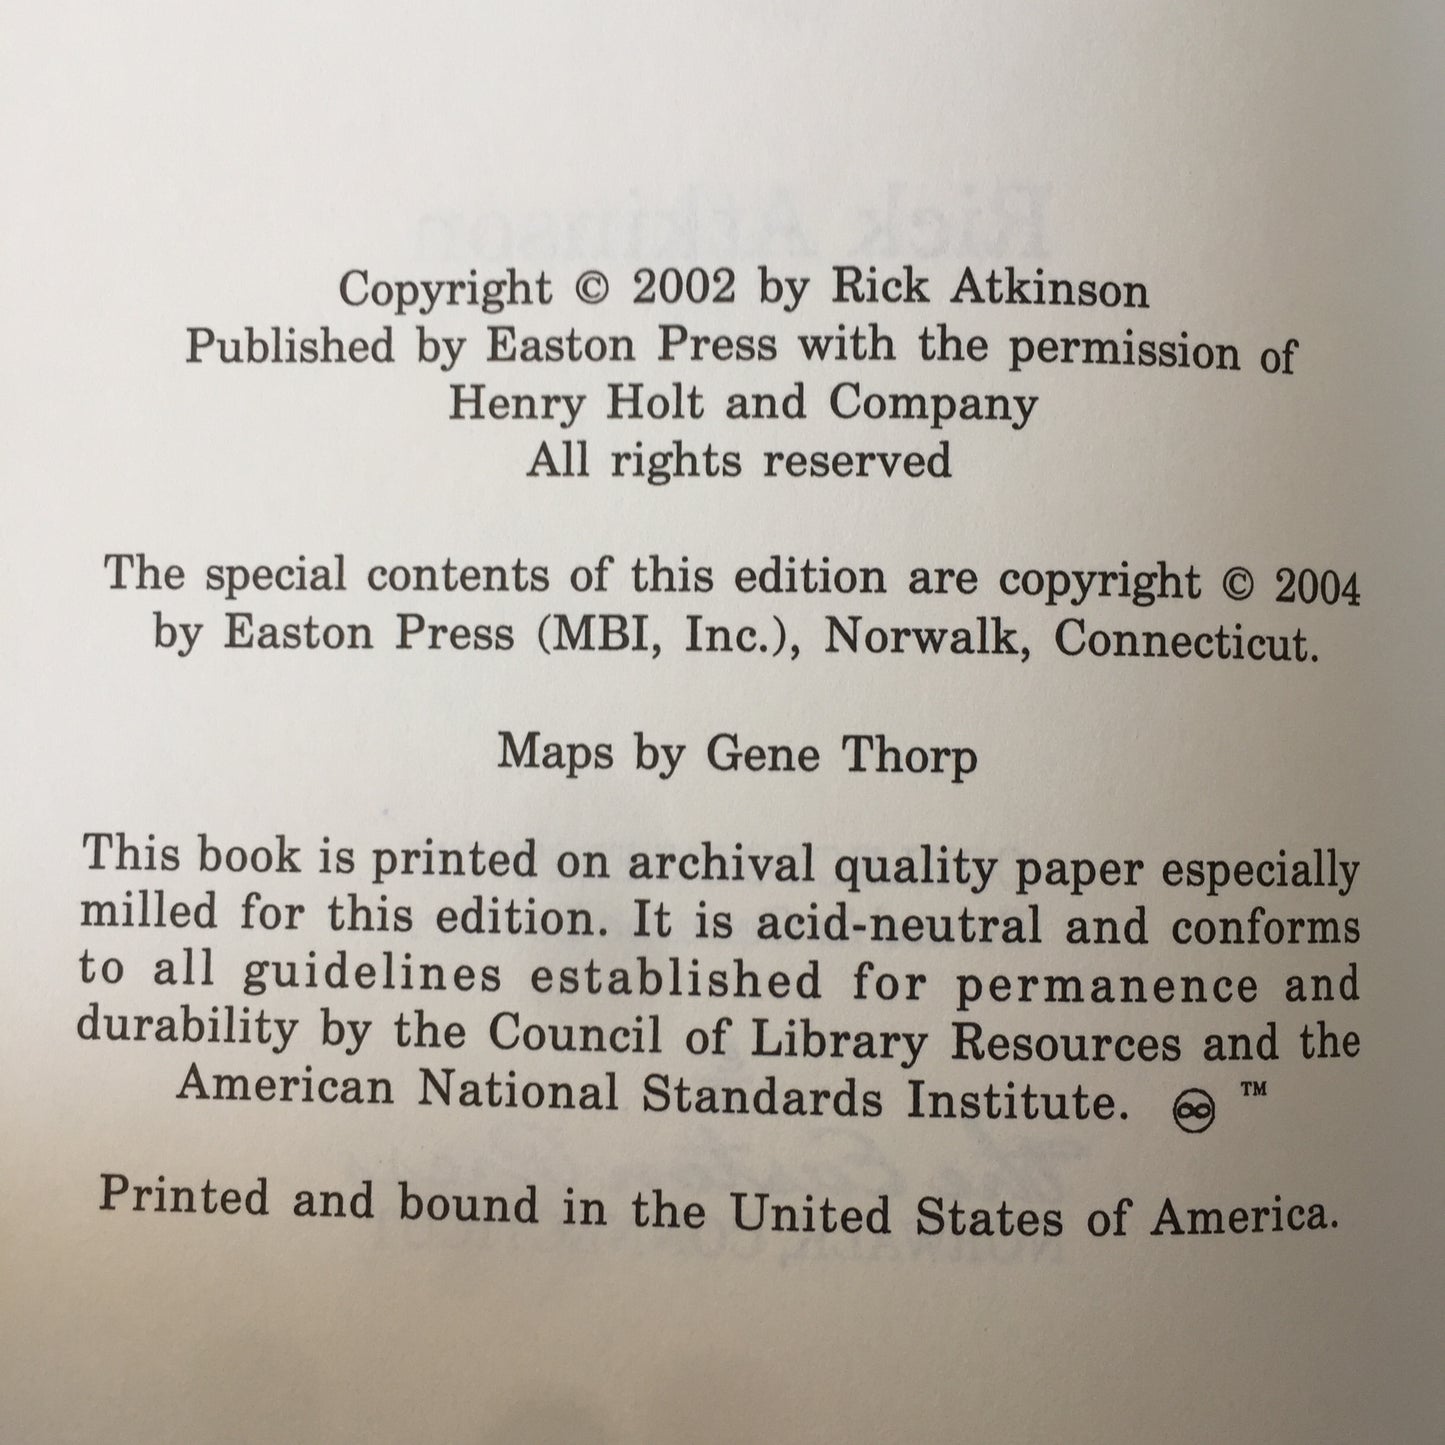 Copyright © 2002 by Rick Atkinson
Published by Easton Press with the permission of
Henry Holt and Company
All rights reserved
The special contents of this edition are copyright © 2004
by Easton Press (MBI, Inc.), Norwalk, Connecticut.
Maps by Gene Thorp
This book is printed on archival quality paper especially
milled for this edition. It is acid-neutral and conforms
to all guidelines established for permanence and
durability by the Council of Library Resources and the
American National Standards Institute. ♾ ™
Printed and bound in the United States of America.